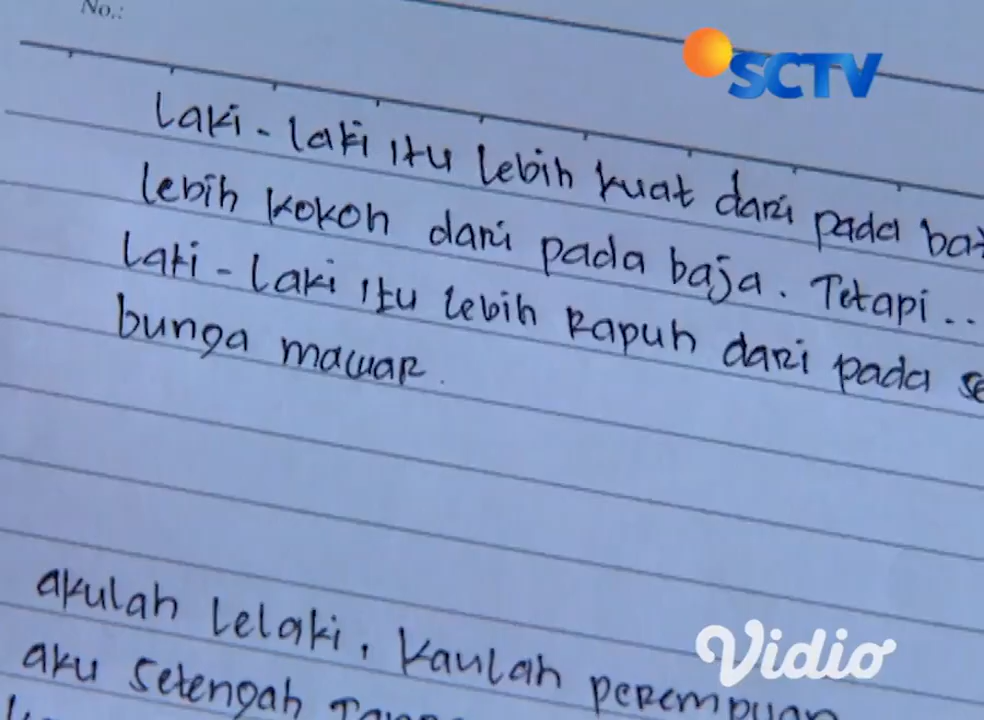 No.:
SCTV
Laki-laki itu lebih kuat dari pada
lebih kokoh dari pada baja. Tetapi..
Laki-Laki itu lebih Rapuh dari pada
bunga mawar.
akulah Lelaki, Kaulah perempuan
aku setengah
Vidio